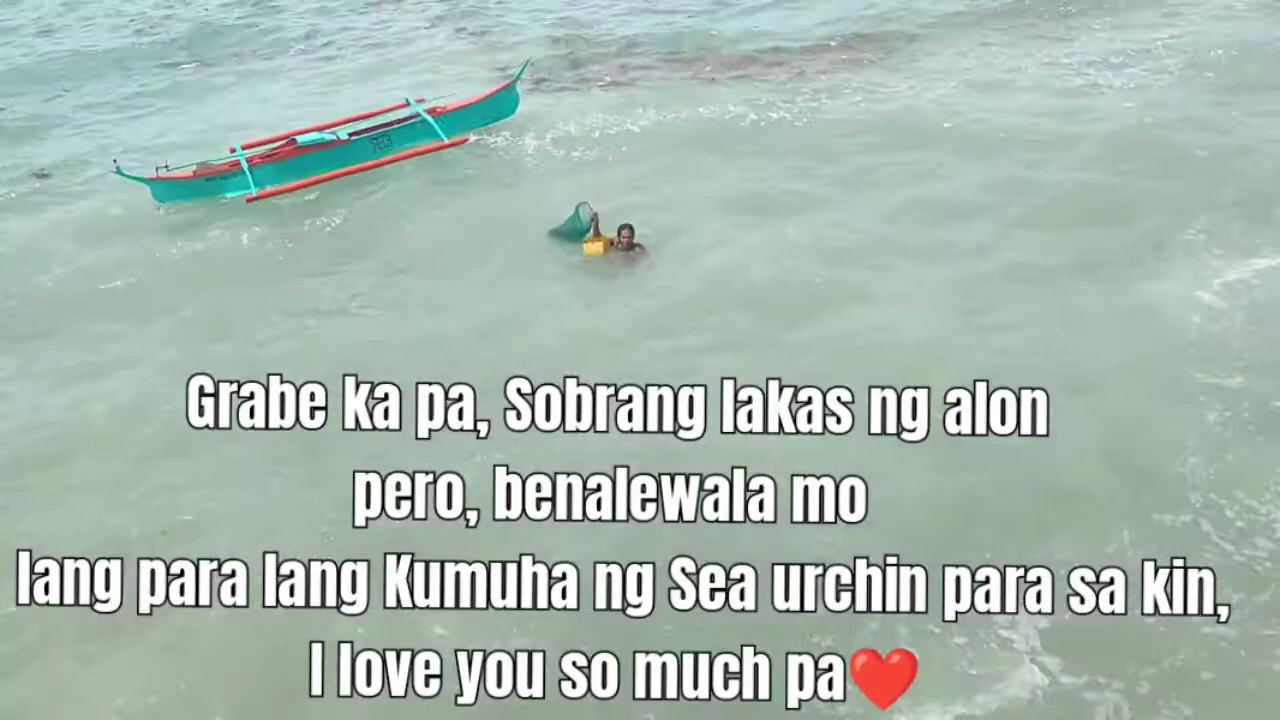 Grabe ka pa, Sobrang lakas ng alon
pero, benalewala mo
lang para lang Kumuha ng Sea urchin para sa kin,
I love you so much pa❤️